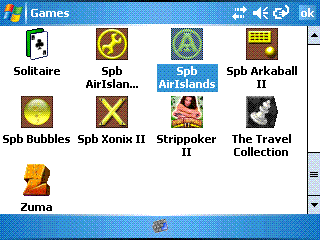 Games
ok
Solitaire
Spb
AirIslan...
Spb
AirIslands
Spb Arkaball
II
Spb Bubbles
Spb Xonix II
Strippoker
II
The Travel
Collection
Zuma